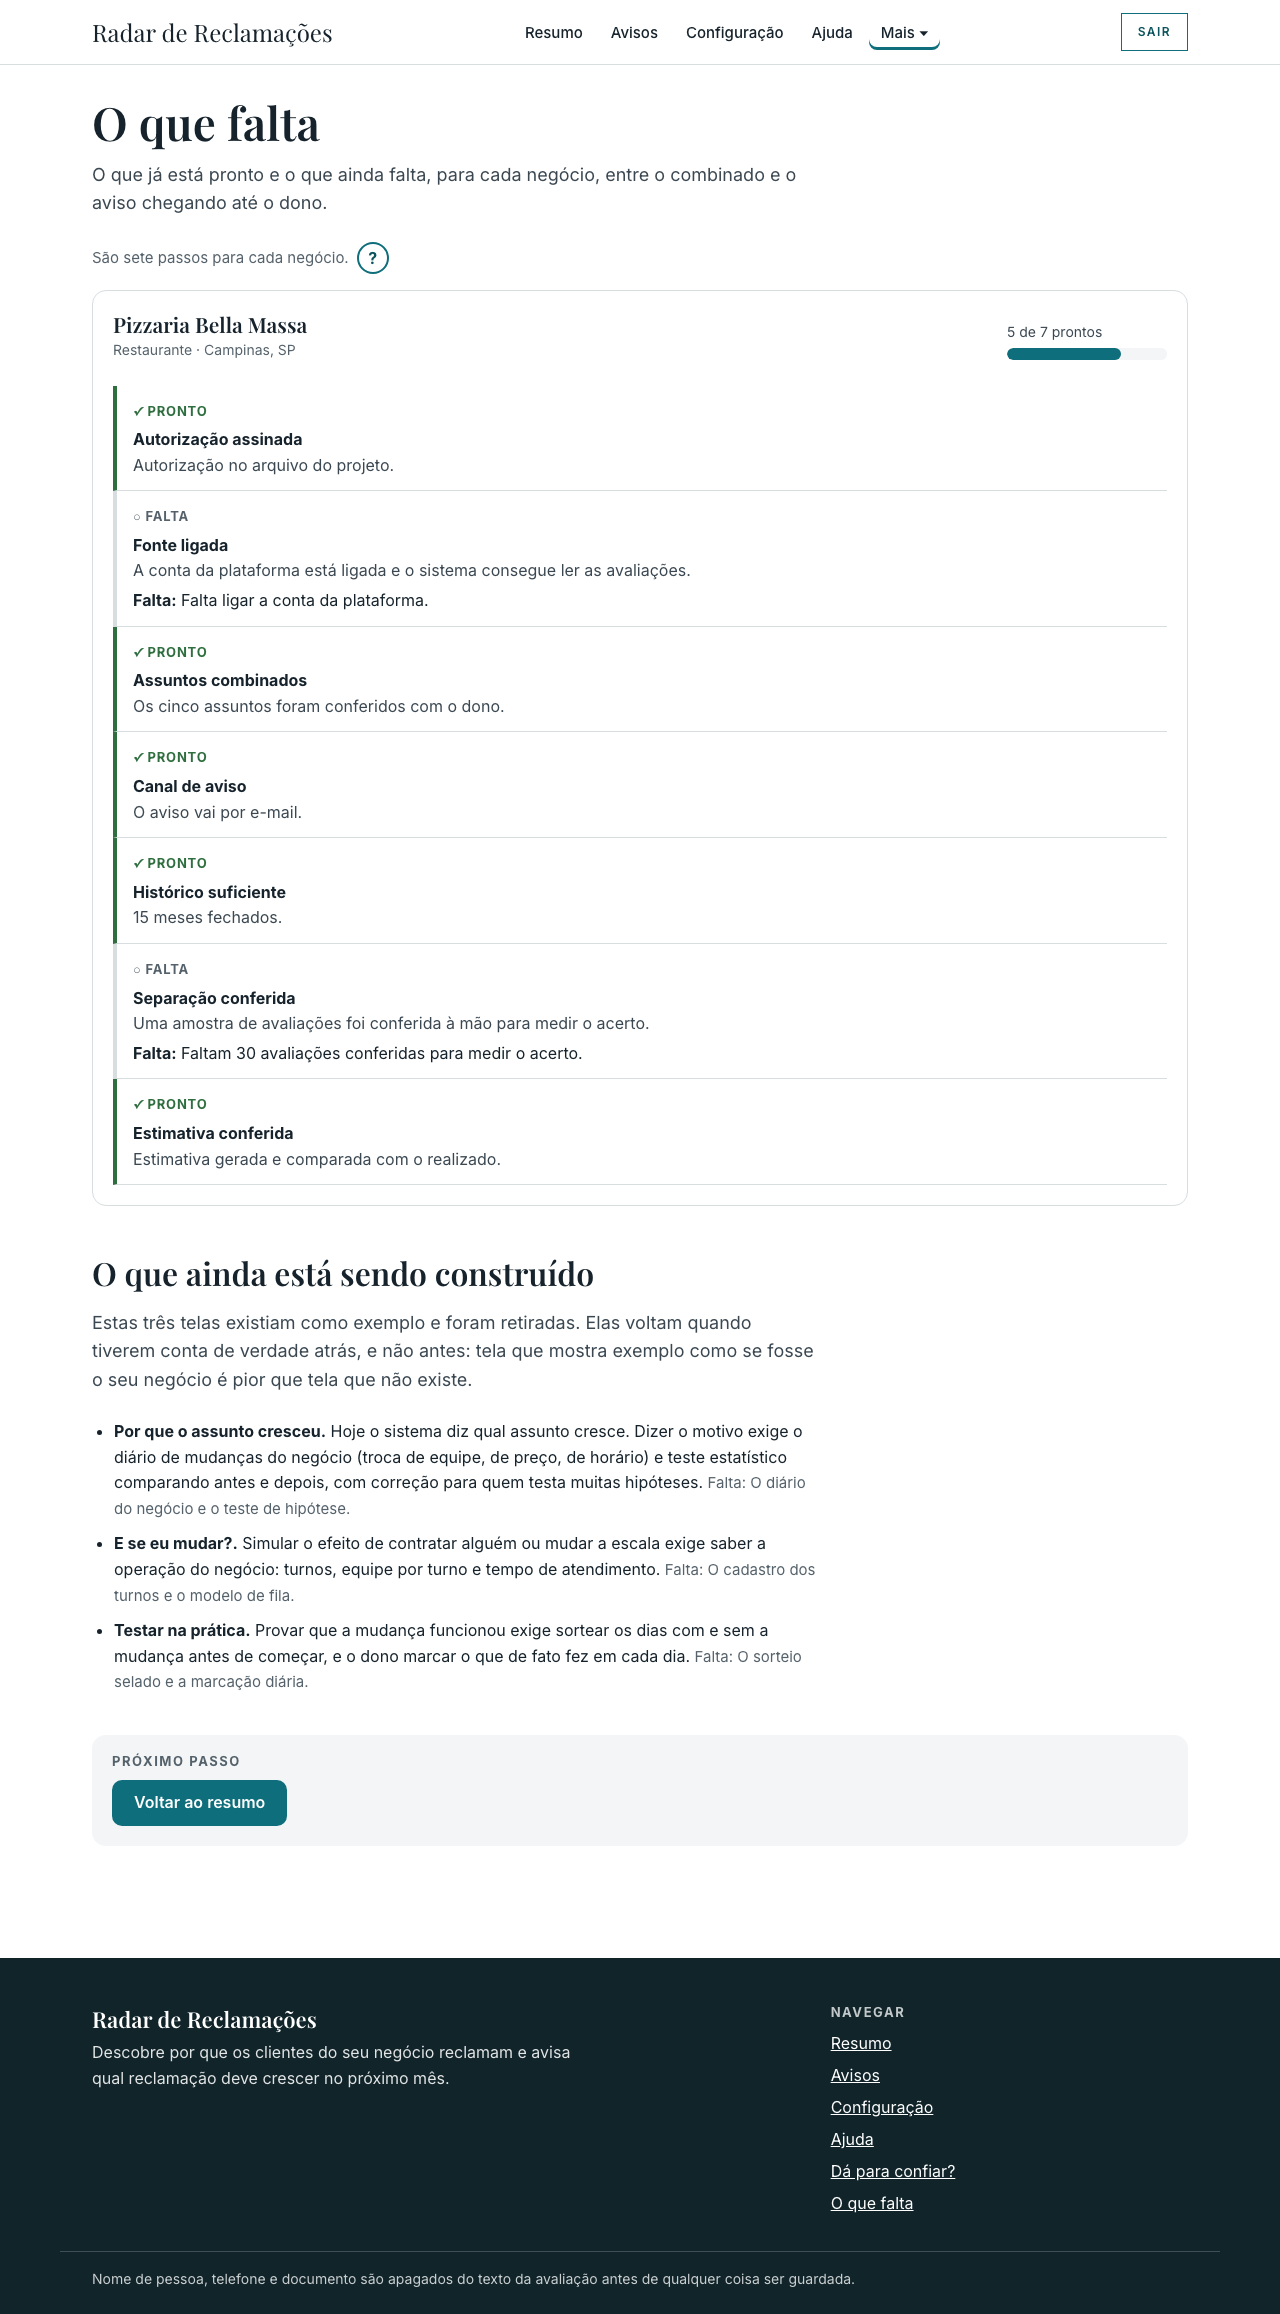 Radar de Reclamações
Resumo Avisos Configuração Ajuda Mais ▾
SAIR
O que falta
O que já está pronto e o que ainda falta, para cada negócio, entre o combinado e o
aviso chegando até o dono.
São sete passos para cada negócio. ?
Pizzaria Bella Massa
Restaurante · Campinas, SP
5 de 7 prontos
✓ PRONTO
Autorização assinada
Autorização no arquivo do projeto.
○ FALTA
Fonte ligada
A conta da plataforma está ligada e o sistema consegue ler as avaliações.
Falta: Falta ligar a conta da plataforma.
✓ PRONTO
Assuntos combinados
Os cinco assuntos foram conferidos com o dono.
✓ PRONTO
Canal de aviso
O aviso vai por e-mail.
✓ PRONTO
Histórico suficiente
15 meses fechados.
○ FALTA
Separação conferida
Uma amostra de avaliações foi conferida à mão para medir o acerto.
Falta: Faltam 30 avaliações conferidas para medir o acerto.
✓ PRONTO
Estimativa conferida
Estimativa gerada e comparada com o realizado.
O que ainda está sendo construído
Estas três telas existiam como exemplo e foram retiradas. Elas voltam quando
tiverem conta de verdade atrás, e não antes: tela que mostra exemplo como se fosse
o seu negócio é pior que tela que não existe.
• Por que o assunto cresceu. Hoje o sistema diz qual assunto cresce. Dizer o motivo exige o
diário de mudanças do negócio (troca de equipe, de preço, de horário) e teste estatístico
comparando antes e depois, com correção para quem testa muitas hipóteses. Falta: O diário
do negócio e o teste de hipótese.
• E se eu mudar?. Simular o efeito de contratar alguém ou mudar a escala exige saber a
operação do negócio: turnos, equipe por turno e tempo de atendimento. Falta: O cadastro dos
turnos e o modelo de fila.
• Testar na prática. Provar que a mudança funcionou exige sortear os dias com e sem a
mudança antes de começar, e o dono marcar o que de fato fez em cada dia. Falta: O sorteio
selado e a marcação diária.
PRÓXIMO PASSO
Voltar ao resumo
Radar de Reclamações
Descobre por que os clientes do seu negócio reclamam e avisa
qual reclamação deve crescer no próximo mês.
NAVEGAR
Resumo
Avisos
Configuração
Ajuda
Dá para confiar?
O que falta
Nome de pessoa, telefone e documento são apagados do texto da avaliação antes de qualquer coisa ser guardada.